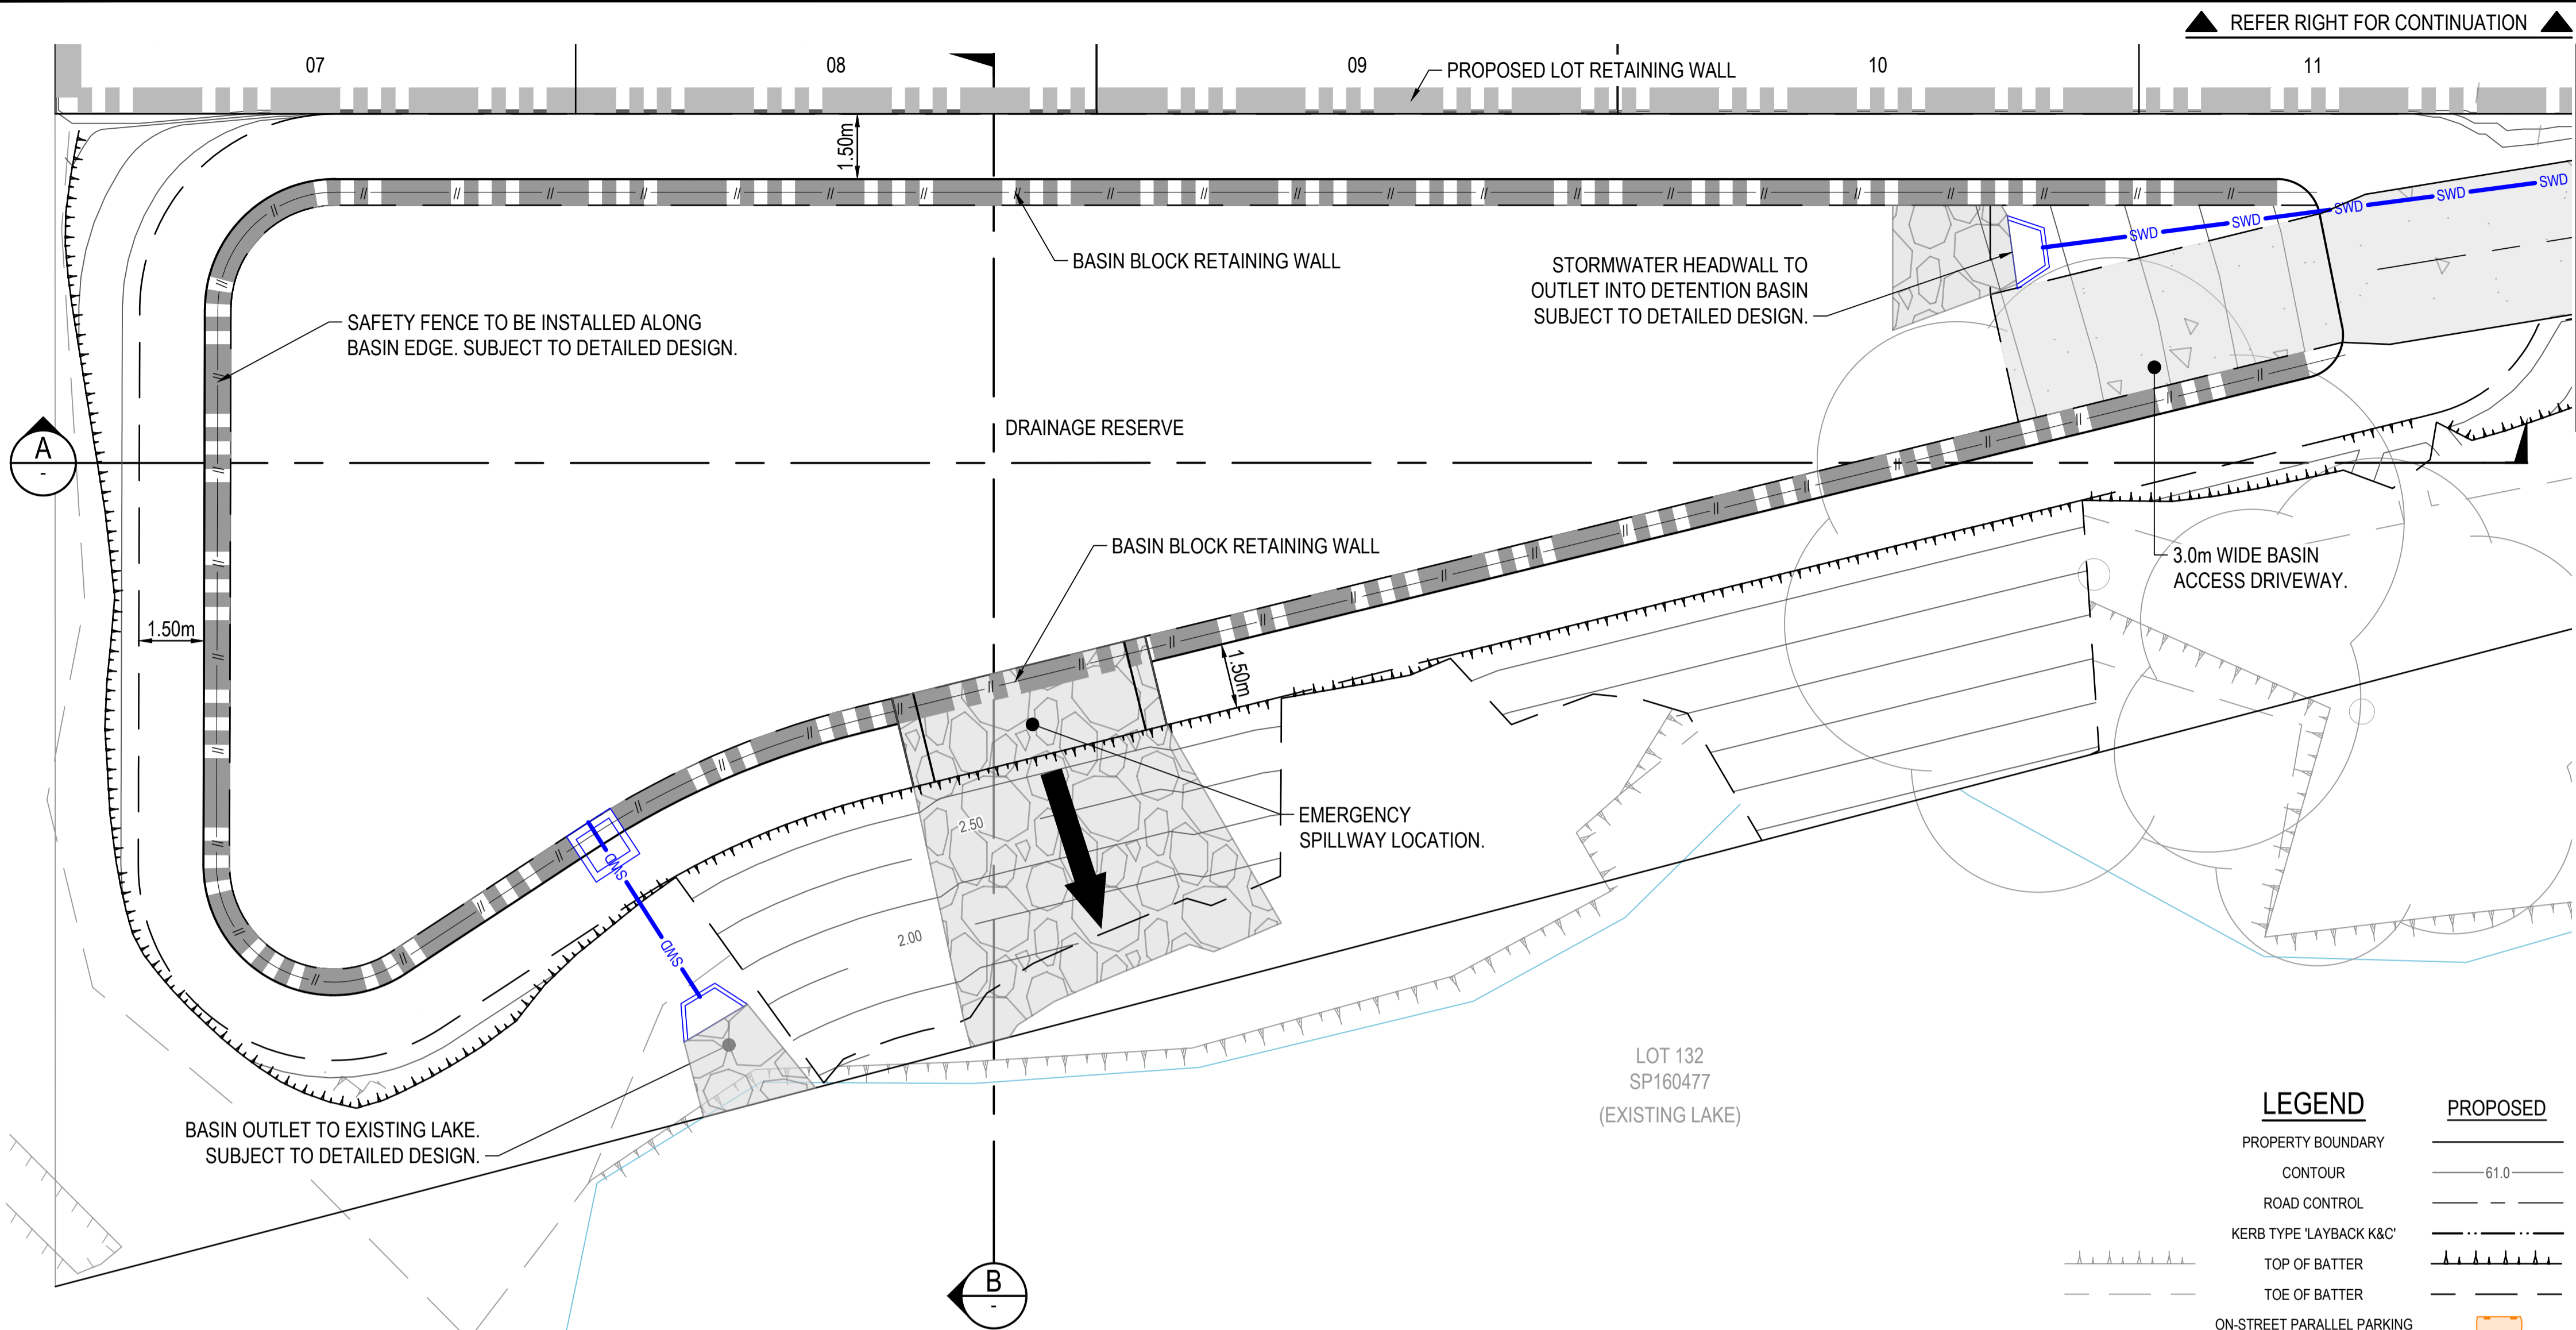 REFER RIGHT FOR CONTINUATION
07
08
09
10
11
PROPOSED LOT RETAINING WALL
1.50m
SWD
SWD
SWD
SWD
SWD
BASIN BLOCK RETAINING WALL
STORMWATER HEADWALL TO
OUTLET INTO DETENTION BASIN
SUBJECT TO DETAILED DESIGN.
SAFETY FENCE TO BE INSTALLED ALONG
BASIN EDGE. SUBJECT TO DETAILED DESIGN.
DRAINAGE RESERVE
A
-
BASIN BLOCK RETAINING WALL
3.0m WIDE BASIN
ACCESS DRIVEWAY.
1.50m
1.50m
EMERGENCY
SPILLWAY LOCATION.
2.50
SWD
2.00
SWD
LOT 132
SP160477
(EXISTING LAKE)
BASIN OUTLET TO EXISTING LAKE.
SUBJECT TO DETAILED DESIGN.
B
-
LEGEND
PROPOSED
PROPERTY BOUNDARY
CONTOUR
61.0
ROAD CONTROL
KERB TYPE 'LAYBACK K&C'
TOP OF BATTER
TOE OF BATTER
ON-STREET PARALLEL PARKING